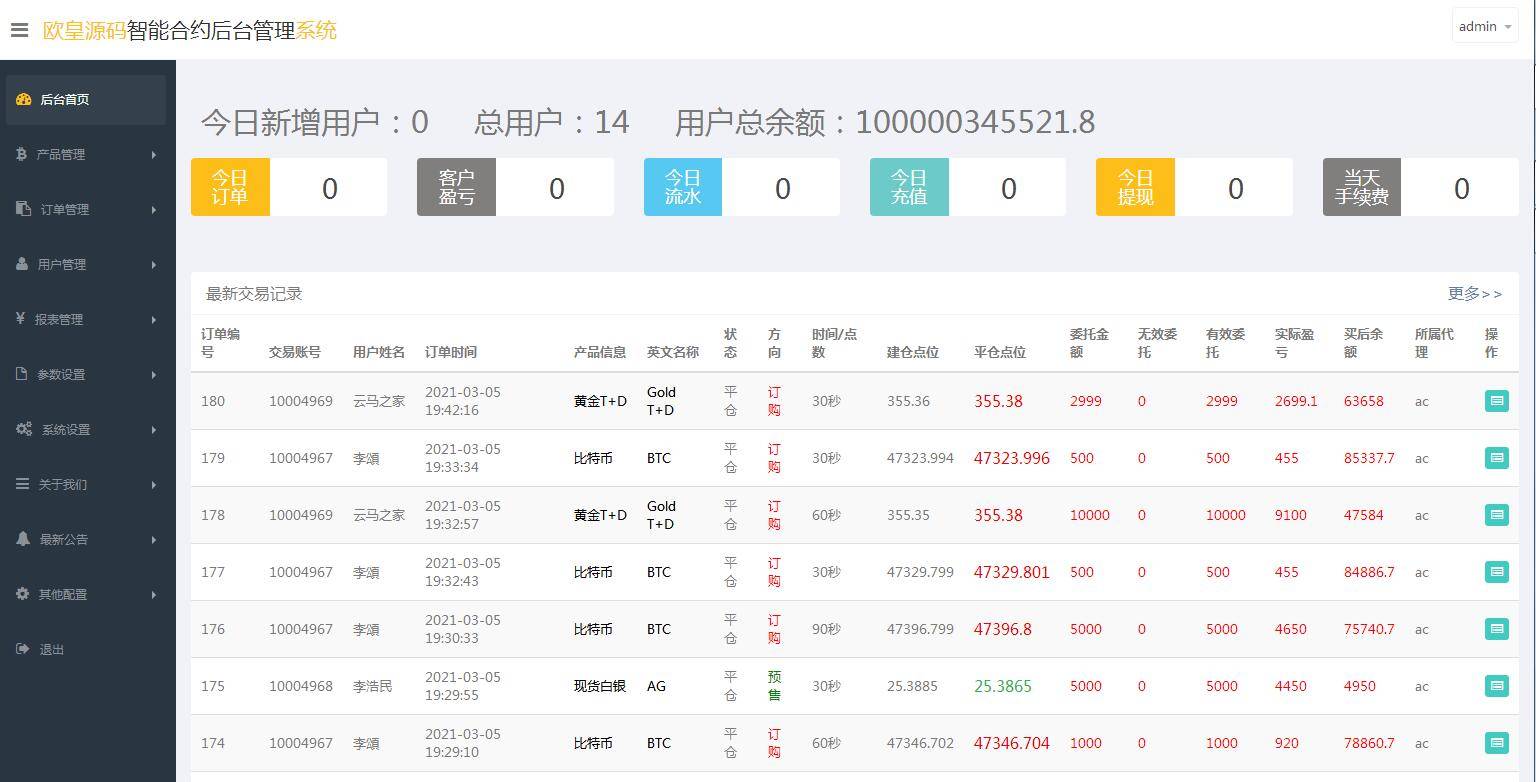 欧皇源码智能合约后台管理系统
admin
后台首页
产品管理
订单管理
用户管理
报表管理
参数设置
系统设置
关于我们
最新公告
其他配置
退出
今日新增用户：0 总用户：14 用户总余额：100000345521.8
今日
订单
0
客户
盈亏
0
今日
流水
0
今日
充值
0
今日
提现
0
当天
手续费
0
最新交易记录 更多>>
订单编号 交易账号 用户姓名 订单时间 产品信息 英文名称 状态 方向 时间/点数 建仓点位 平仓点位 委托金额 无效委托 有效委托 实际盈亏 买后余额 所属代理 操作
180 10004969 云马之家 2021-03-05 19:42:16 黄金T+D Gold T+D 平仓 订购 30秒 355.36 355.38 2999 0 2999 2699.1 63658 ac
179 10004967 李頌 2021-03-05 19:33:34 比特币 BTC 平仓 订购 30秒 47323.994 47323.996 500 0 500 455 85337.7 ac
178 10004969 云马之家 2021-03-05 19:32:57 黄金T+D Gold T+D 平仓 订购 60秒 355.35 355.38 10000 0 10000 9100 47584 ac
177 10004967 李頌 2021-03-05 19:32:43 比特币 BTC 平仓 订购 30秒 47329.799 47329.801 500 0 500 455 84886.7 ac
176 10004967 李頌 2021-03-05 19:30:33 比特币 BTC 平仓 订购 90秒 47396.799 47396.8 5000 0 5000 4650 75740.7 ac
175 10004968 李浩民 2021-03-05 19:29:55 现货白银 AG 平仓 预售 30秒 25.3885 25.3865 5000 0 5000 4450 4950 ac
174 10004967 李頌 2021-03-05 19:29:10 比特币 BTC 平仓 订购 60秒 47346.702 47346.704 1000 0 1000 920 78860.7 ac